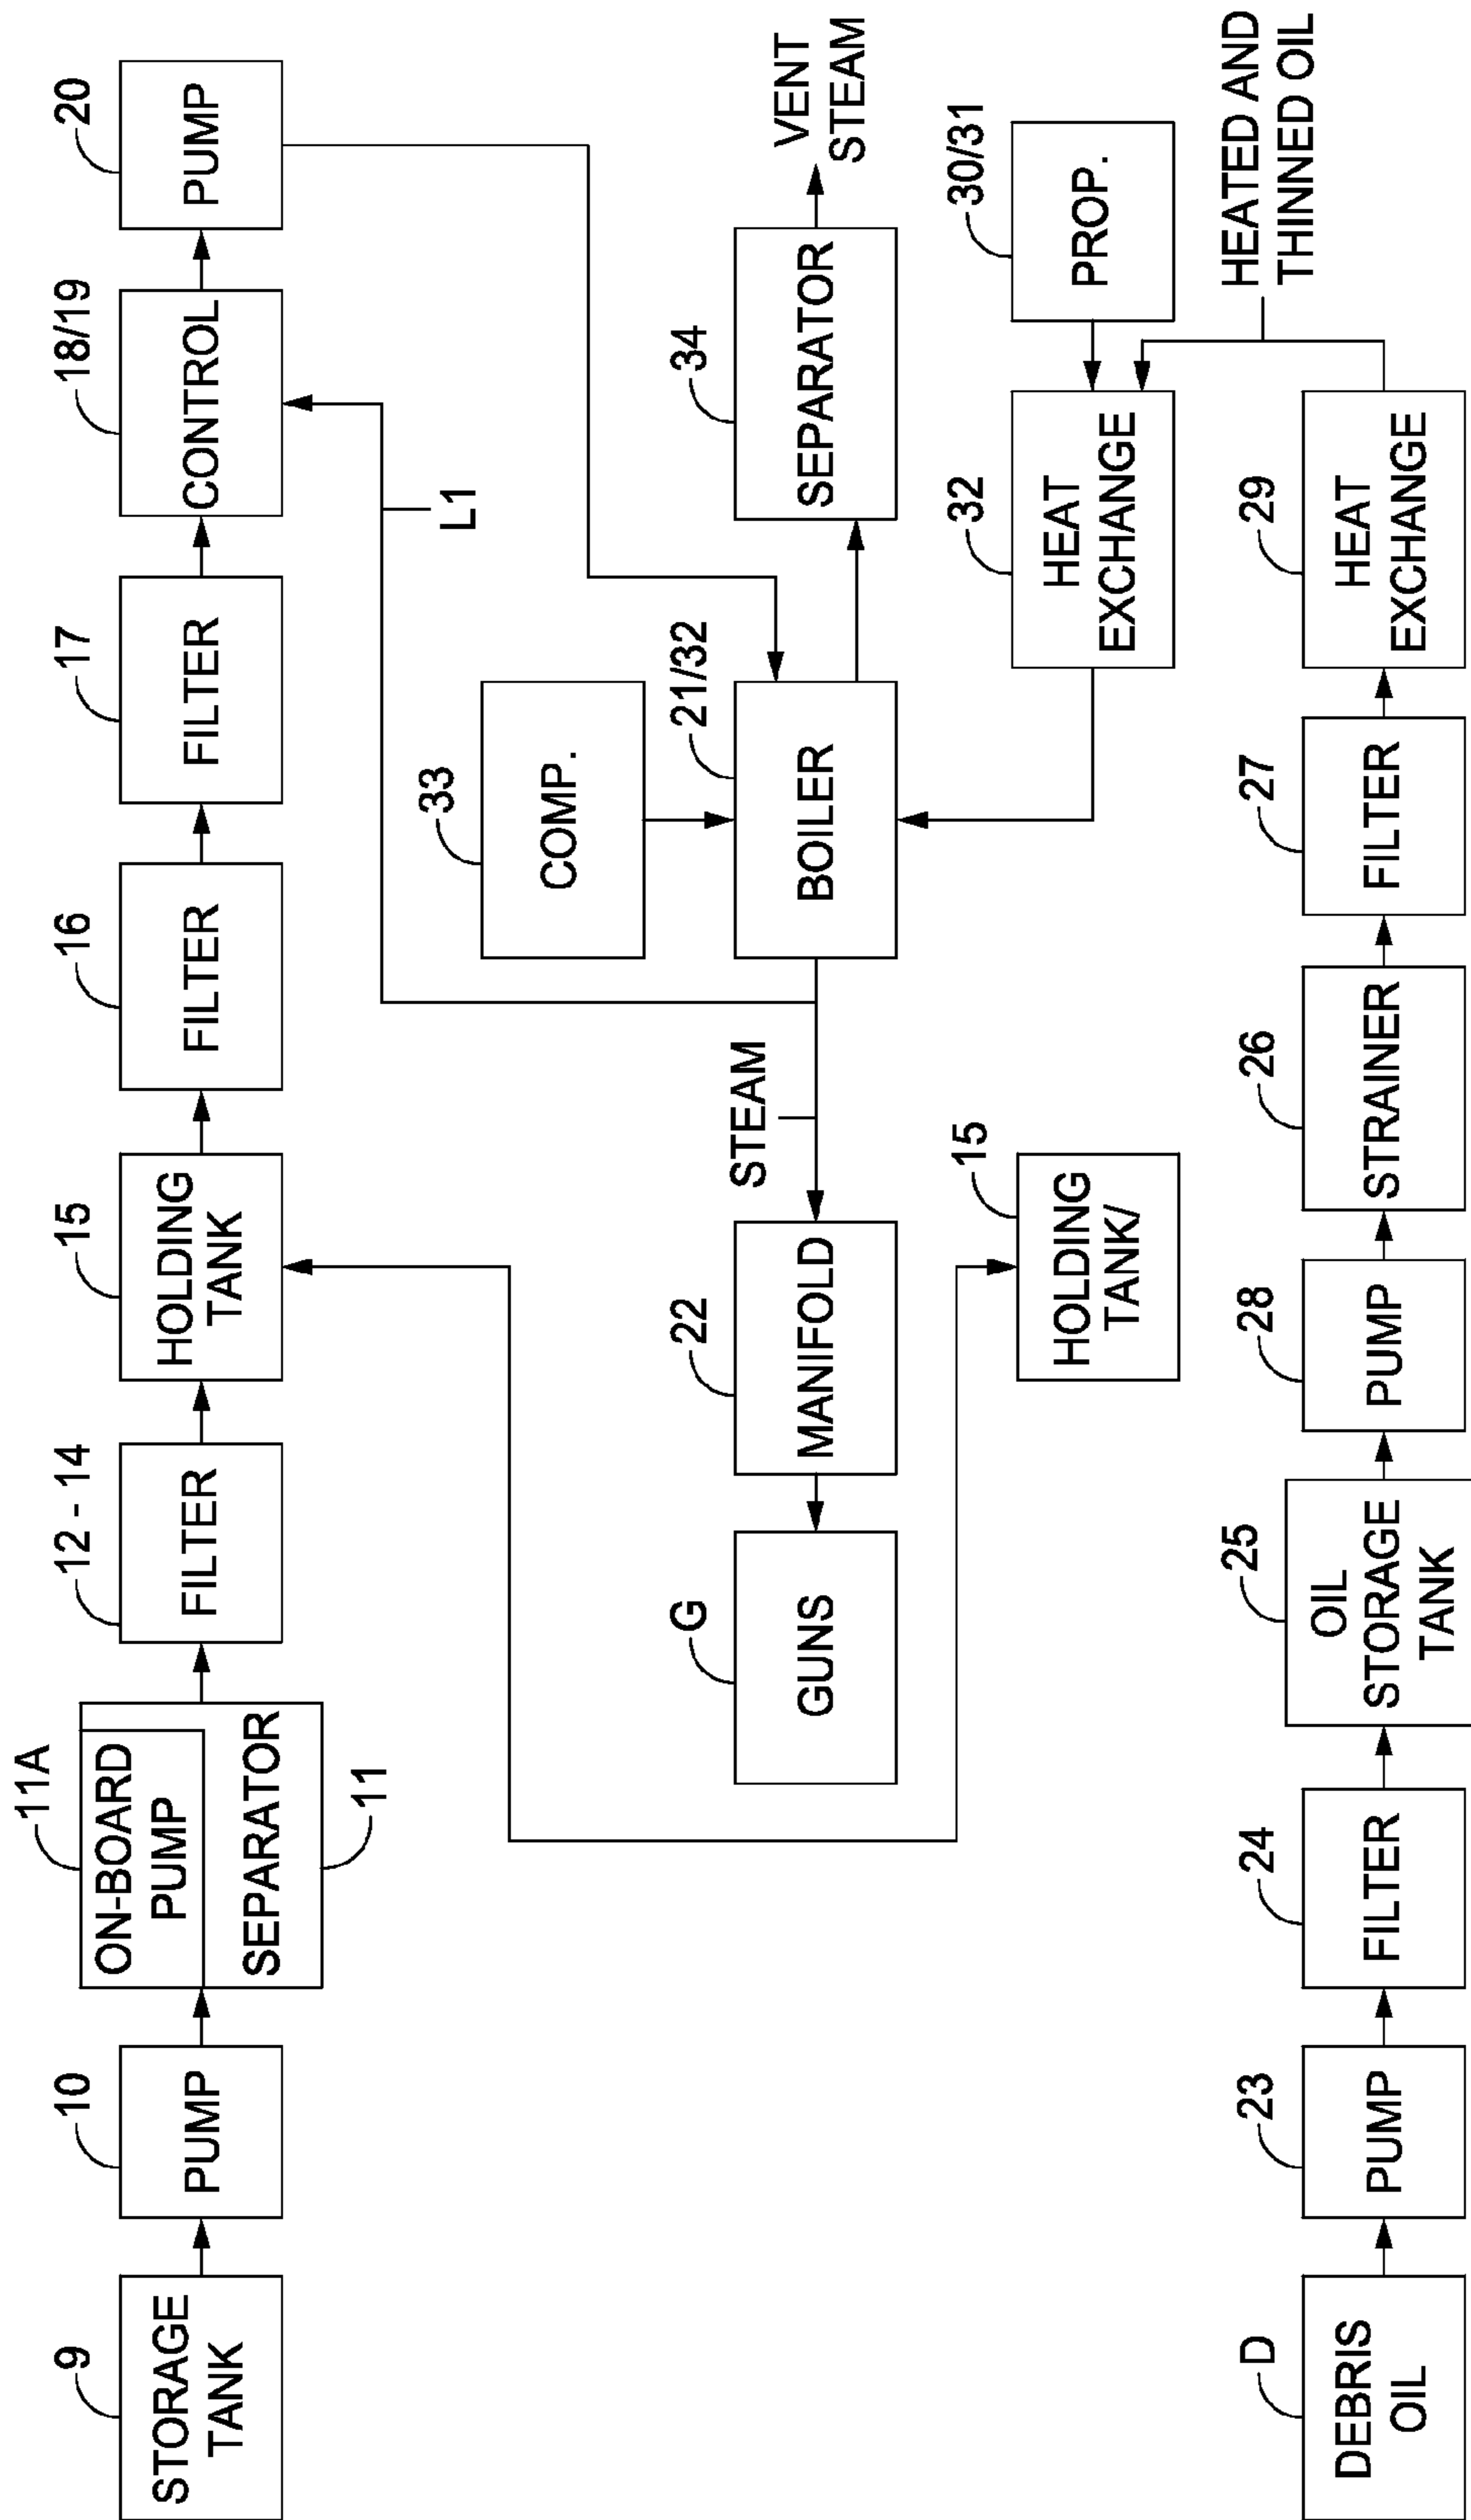 9
STORAGE
TANK
10
PUMP
11A
ON-BOARD
PUMP
SEPARATOR
11
12 - 14
FILTER
15
HOLDING
TANK
16
FILTER
17
FILTER
18/19
CONTROL
20
PUMP
L1
33
COMP.
G
GUNS
22
MANIFOLD
STEAM
21/32
BOILER
34
SEPARATOR
VENT
STEAM
15
HOLDING
TANK/
32
HEAT
EXCHANGE
30/31
PROP.
HEATED AND
THINNED OIL
D
DEBRIS
OIL
23
PUMP
24
FILTER
25
OIL
STORAGE
TANK
28
PUMP
26
STRAINER
27
FILTER
29
HEAT
EXCHANGE